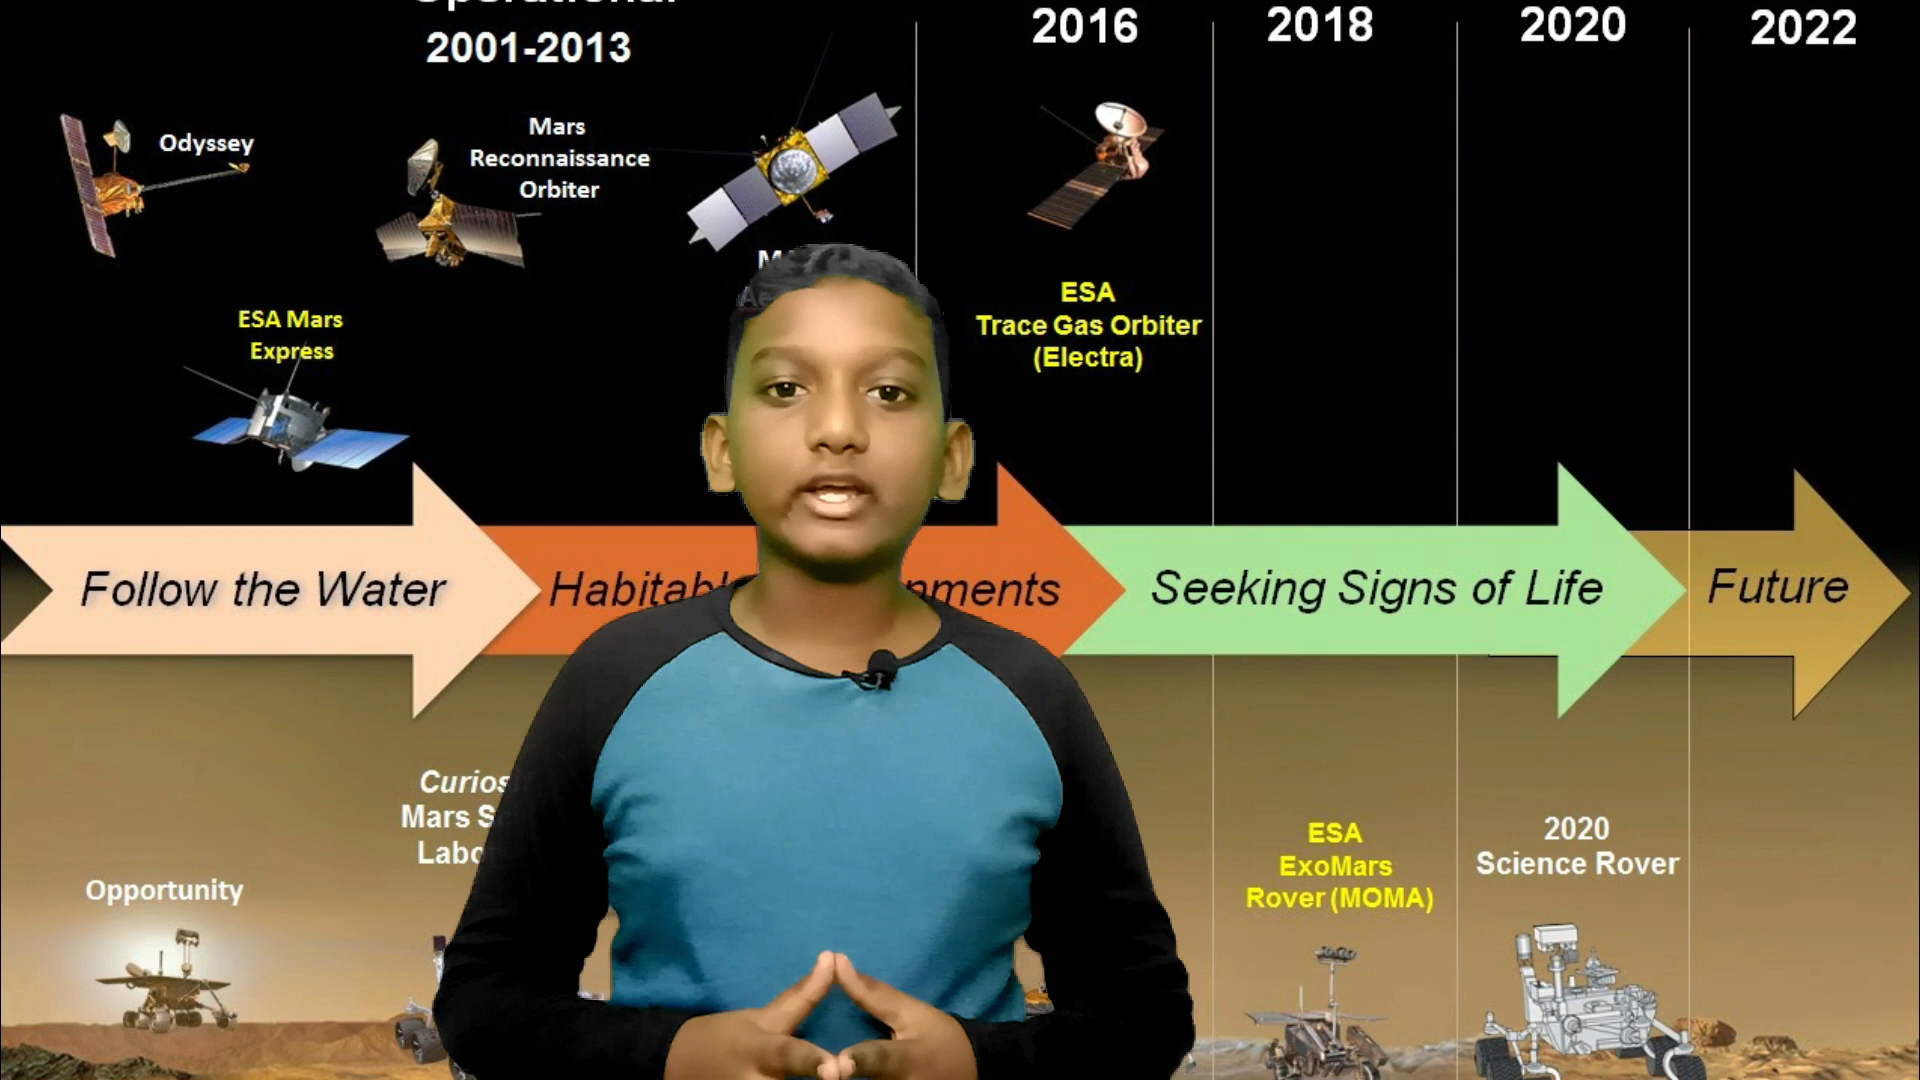 2001-2013
2016
2018
2020
2022
Odyssey
Mars
Reconnaissance
Orbiter
ESA Mars
Express
ESA
Trace Gas Orbiter
(Electra)
Follow the Water
Seeking Signs of Life
Future
Mars
Opportunity
ESA
ExoMars
Rover (MOMA)
2020
Science Rover